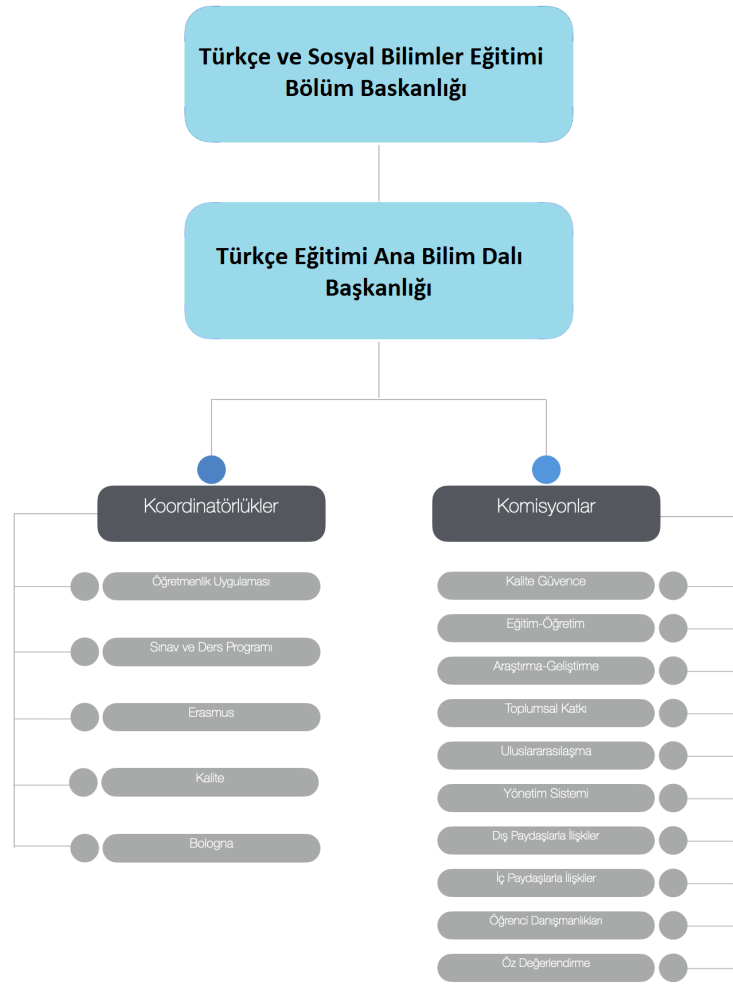 Türkçe ve Sosyal Bilimler Eğitimi
Bölüm Baskanlığı
Türkçe Eğitimi Ana Bilim Dalı
Başkanlığı
Koordinatörlükler
Öğretmenlik Uygulaması
Sınav ve Ders Programı
Erasmus
Kalite
Bologna
Komisyonlar
Kalite Güvence
Eğitim-Öğretim
Araştırma-Geliştirme
Toplumsal Katkı
Uluslararasılaşma
Yönetim Sistemi
Dış Paydaşlarla İlişkiler
İç Paydaşlarla İlişkiler
Öğrenci Danışmanlıkları
Öz Değerlendirme